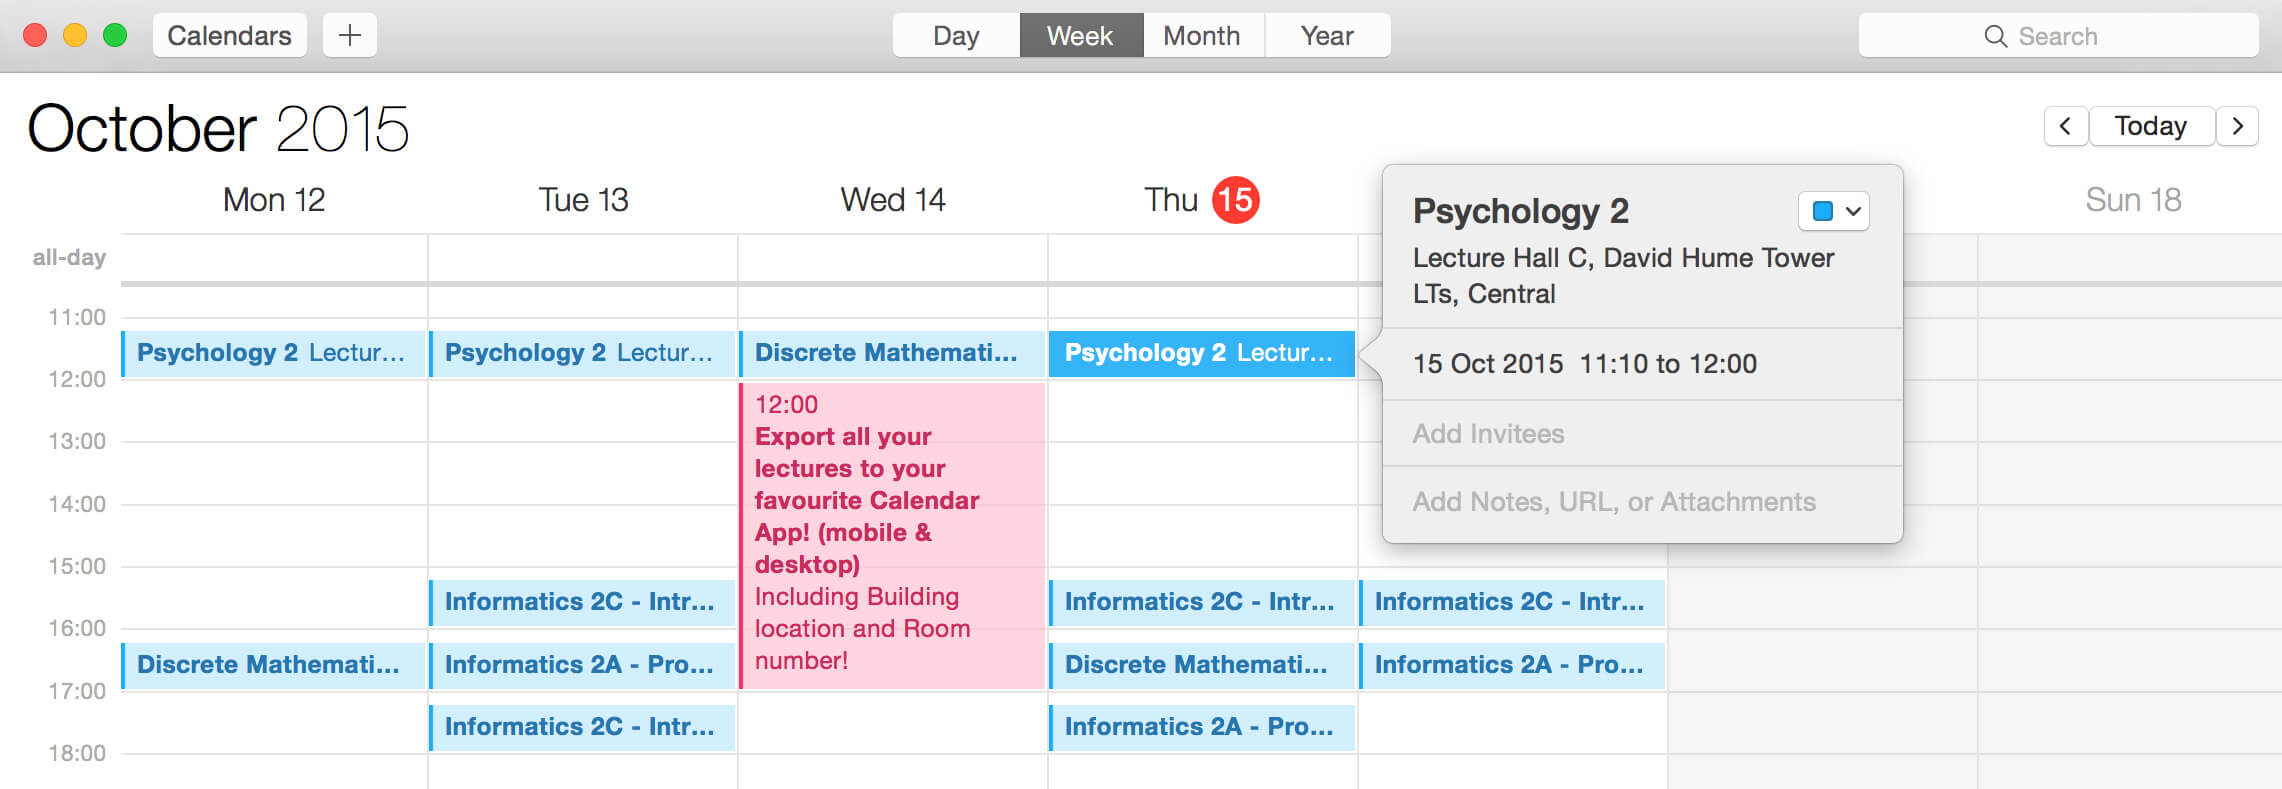 Calendars
+
Day
Week
Month
Year
Search
October 2015
Today
Mon 12
Tue 13
Wed 14
Thu 15
Sun 18
all-day
11:00
12:00
13:00
14:00
15:00
16:00
17:00
18:00
Psychology 2 Lectur...
Discrete Mathemati...
Psychology 2 Lectur...
Informatics 2C - Intr...
Informatics 2A - Pro...
Informatics 2C - Intr...
Discrete Mathemati...
12:00
Export all your
lectures to your
favourite Calendar
App! (mobile &
desktop)
Including Building
location and Room
number!
Psychology 2 Lectur...
Informatics 2C - Intr...
Discrete Mathemati...
Informatics 2A - Pro...
Informatics 2C - Intr...
Informatics 2A - Pro...
Psychology 2
Lecture Hall C, David Hume Tower
LTs, Central
15 Oct 2015 11:10 to 12:00
Add Invitees
Add Notes, URL, or Attachments